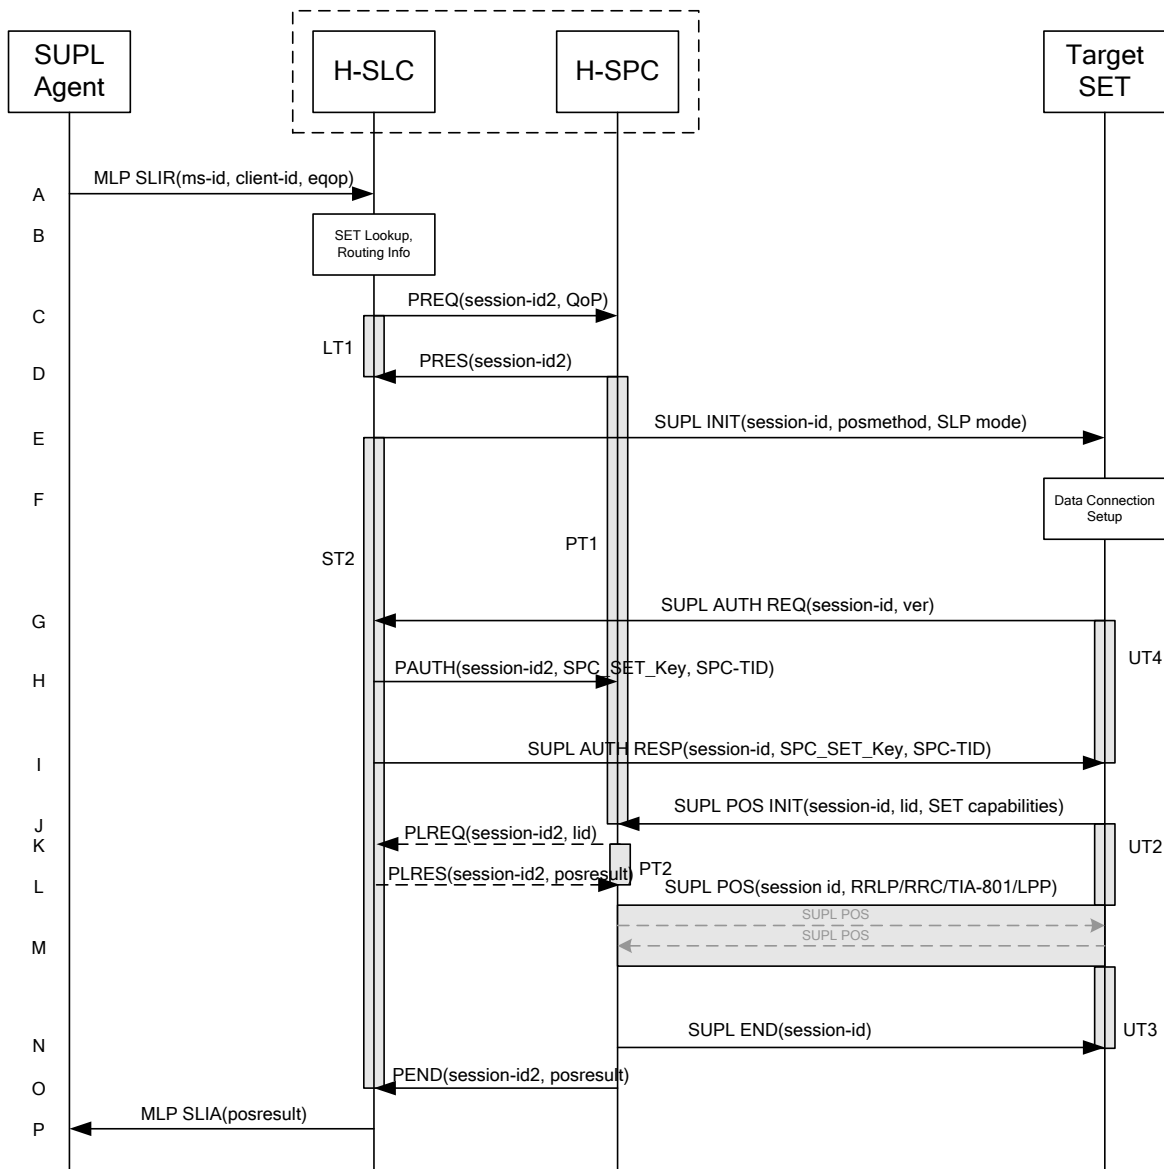 SUPL
Agent
H-SLC
H-SPC
Target
SET
A
MLP SLIR(ms-id, client-id, eqop)
B
SET Lookup,
Routing Info
C
PREQ(session-id2, QoP)
LT1
D
PRES(session-id2)
E
SUPL INIT(session-id, posmethod, SLP mode)
F
Data Connection
Setup
ST2
PT1
G
SUPL AUTH REQ(session-id, ver)
UT4
H
PAUTH(session-id2, SPC_SET_Key, SPC-TID)
I
SUPL AUTH RESP(session-id, SPC_SET_Key, SPC-TID)
J
SUPL POS INIT(session-id, lid, SET capabilities)
K
PLREQ(session-id2, lid)
UT2
L
PLRES(session-id2, posresult)
PT2
SUPL POS(session id, RRLP/RRC/TIA-801/LPP)
SUPL POS
M
SUPL POS
N
SUPL END(session-id)
UT3
O
PEND(session-id2, posresult)
P
MLP SLIA(posresult)